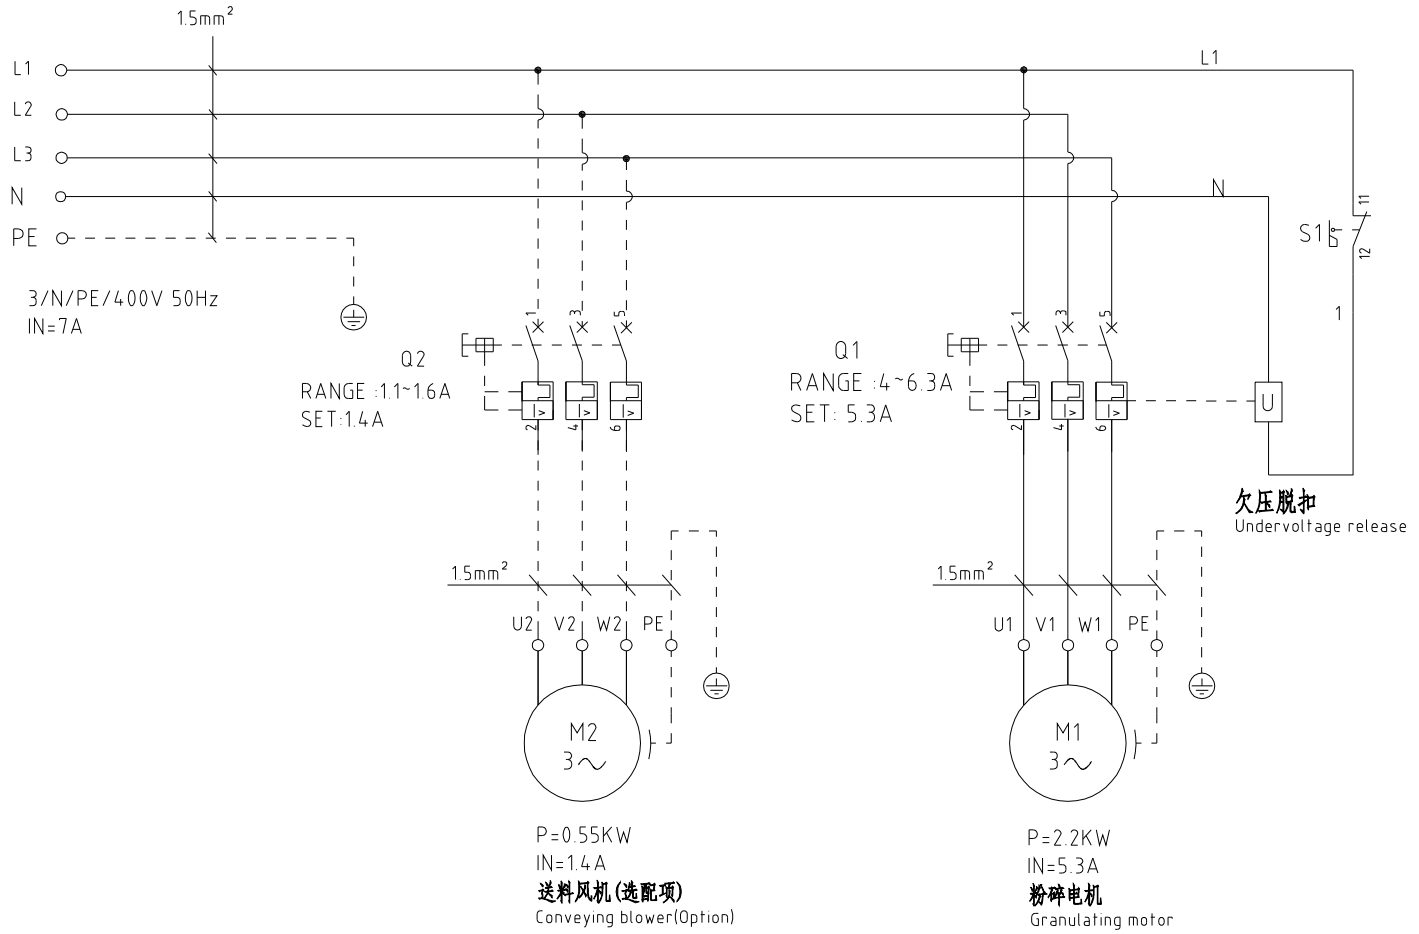 1.5mm²
L1
L1
L2
L3
N
N
PE
11
S1
12
3/N/PE/400V 50Hz
IN=7A
1
1
3
5
1
3
5
Q2
RANGE :1.1~1.6A
SET:1.4A
Q1
RANGE :4~6.3A
SET: 5.3A
I>
I>
I>
I>
I>
I>
U
2
4
6
2
4
6
欠压脱扣
Undervoltage release
1.5mm²
1.5mm²
U2
V2
W2
PE
U1
V1
W1
PE
M2
3
M1
3
P=0.55KW
IN=1.4A
送料风机(选配项)
Conveying blower(Option)
P=2.2KW
IN=5.3A
粉碎电机
Granulating motor